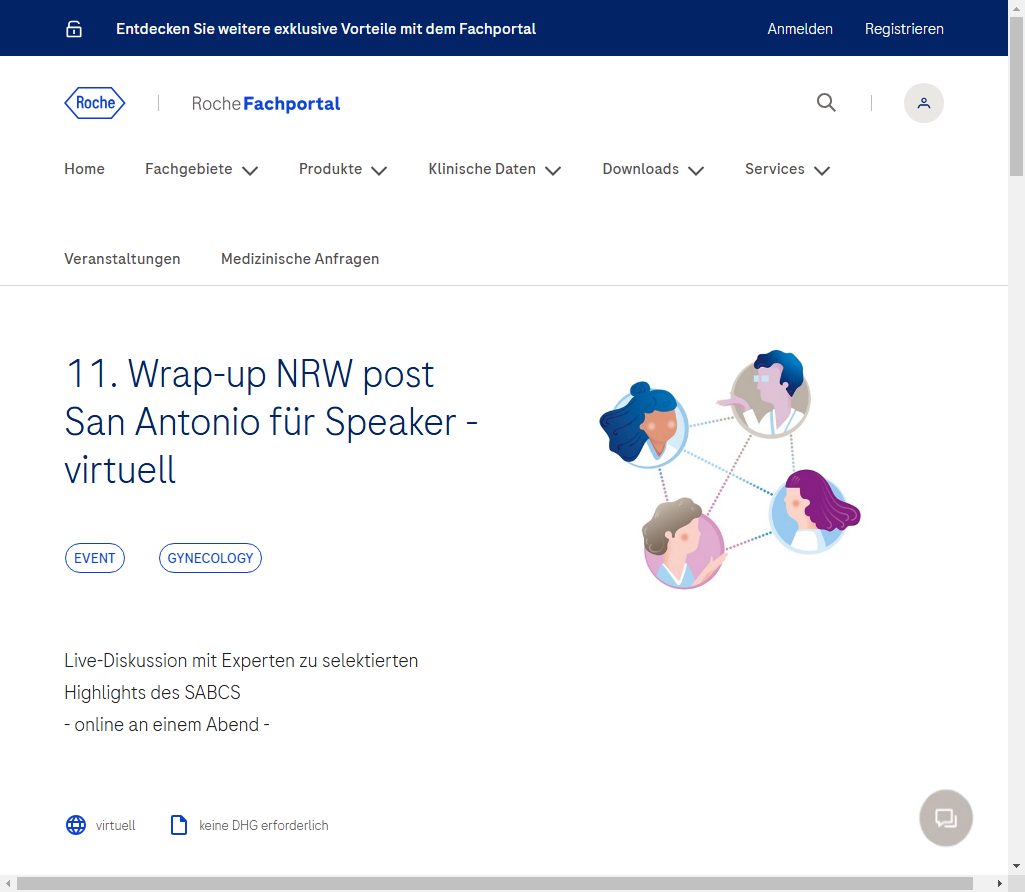 Entdecken Sie weitere exklusive Vorteile mit dem Fachportal
Anmelden
Registrieren
Roche
Roche Fachportal
Home
Fachgebiete
Produkte
Klinische Daten
Downloads
Services
Veranstaltungen
Medizinische Anfragen
11. Wrap-up NRW post
San Antonio für Speaker -
virtuell
EVENT
GYNECOLOGY
Live-Diskussion mit Experten zu selektierten
Highlights des SABCS
- online an einem Abend -
virtuell
keine DHG erforderlich